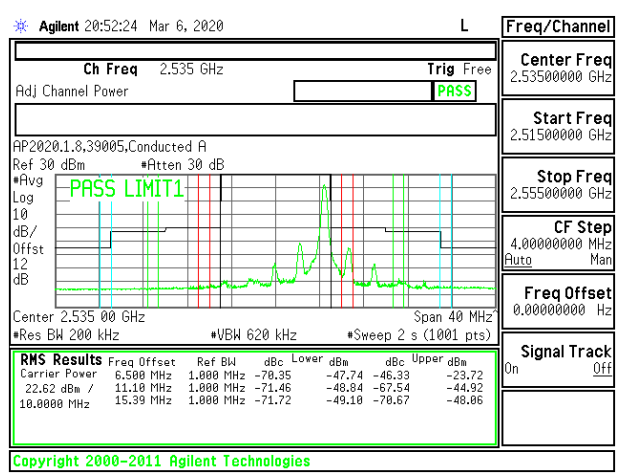 Agilent 20:52:24 Mar 6, 2020 L
Freq/Channel
Ch Freq 2.535 GHz Trig Free
Adj Channel Power PASS
AP2020.1.8,39005,Conducted A
Ref 30 dBm #Atten 30 dB
#Avg
Log
10
dB/
Offst
12
dB
PASS LIMIT1
Center 2.535 00 GHz Span 40 MHz^
#Res BW 200 kHz #VBW 620 kHz #Sweep 2 s (1001 pts)
RMS Results Freq Offset Ref BW dBc Lower dBm dBc Upper dBm
Carrier Power 6.500 MHz 1.000 MHz -70.35 -47.74 -46.33 -23.72
22.62 dBm / 11.10 MHz 1.000 MHz -71.46 -48.84 -67.54 -44.92
10.0000 MHz 15.39 MHz 1.000 MHz -71.72 -49.10 -70.67 -48.06
Center Freq
2.53500000 GHz
Start Freq
2.51500000 GHz
Stop Freq
2.55500000 GHz
CF Step
4.00000000 MHz
Auto Man
Freq Offset
0.00000000 Hz
Signal Track
On Off
Copyright 2000-2011 Agilent Technologies